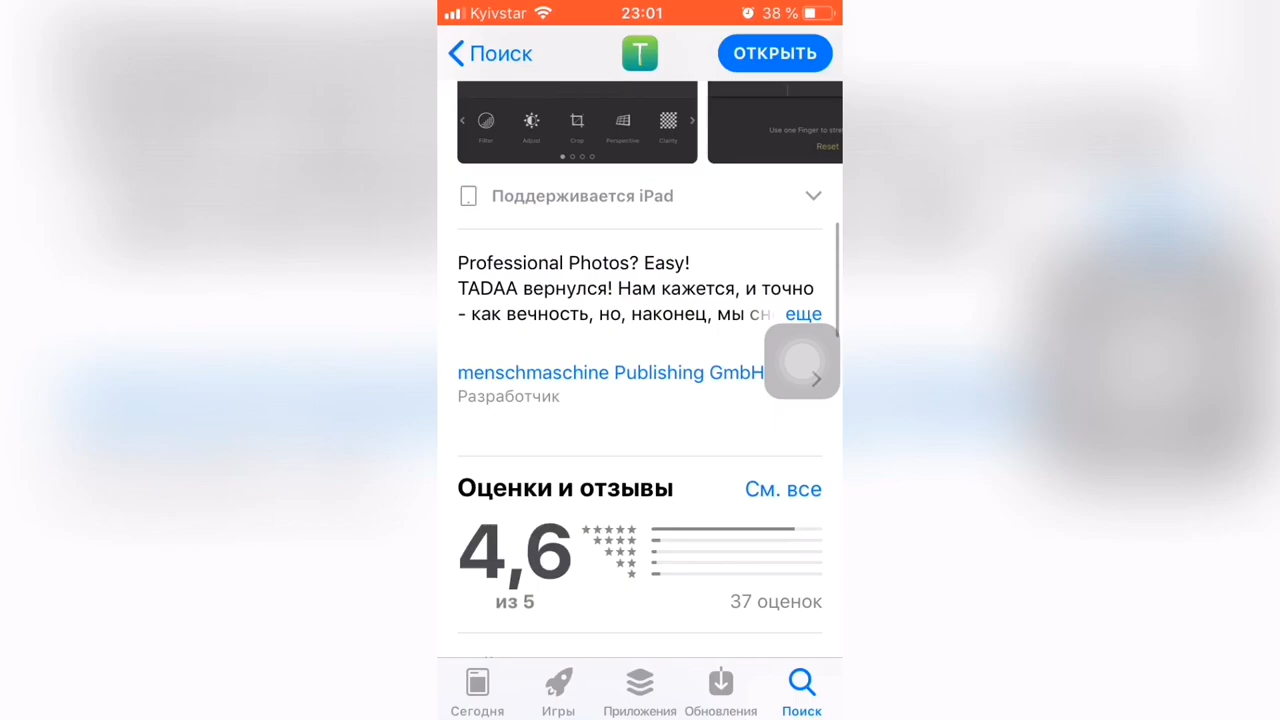 Kyivstar 23:01 38 %
Поиск T ОТКРЫТЬ
Filter Adjust Crop Perspective Clarity
Use one Finger to stre
Reset
Поддерживается iPad
Professional Photos? Easy!
TADAA вернулся! Нам кажется, и точно
- как вечность, но, наконец, мы сн еще
menschmaschine Publishing GmbH
Разработчик
Оценки и отзывы См. все
4,6
из 5 37 оценок
Сегодня Игры Приложения Обновления Поиск